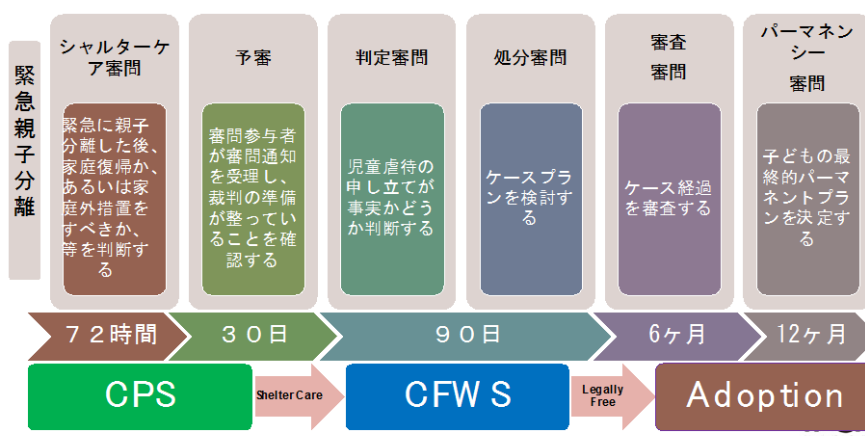 緊急親子分離
シャルターケ
ア審問
緊急に親子
分離した後、
家庭復帰か、
あるいは家
庭外措置を
すべきか、
等を判断す
る
予審
審問参与者
が審問通知
を受理し、
裁判の準備
が整ってい
ることを確
認する
判定審問
児童虐待の
申し立てが
事実かどう
か判断する
処分審問
ケースプラ
ンを検討する
審査
審問
ケース経過
を審査する
パーマネン
シー
審問
子どもの最
終的パーマ
ネントプラ
ンを決定す
る
７２時間
３０日
９０日
6ヶ月
12ヶ月
CPS
Shelter Care
CFWS
Legally
Free
Adoption